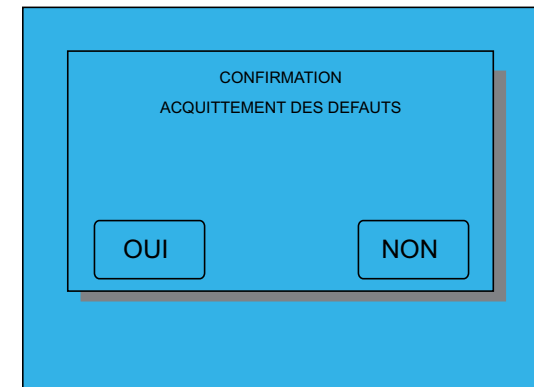 CONFIRMATION
ACQUITTEMENT DES DEFAUTS
OUI
NON